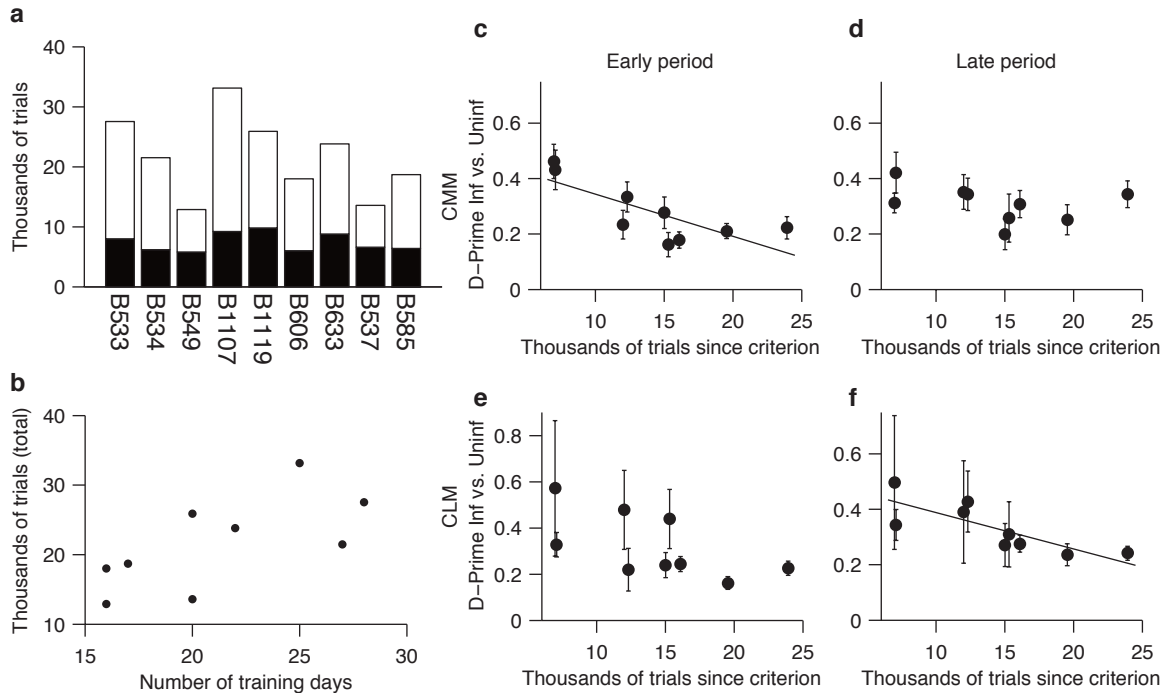 a
40
30
20
10
0
Thousands of trials
B533
B534
B549
B1107
B1119
B606
B633
B537
B585
b
40
30
20
10
Thousands of trials (total)
15
20
25
30
Number of training days
c
Early period
CMM
D−Prime Inf vs. Uninf
0.6
0.4
0.2
0
10
15
20
25
Thousands of trials since criterion
d
Late period
0.6
0.4
0.2
0
10
15
20
25
Thousands of trials since criterion
e
CLM
D−Prime Inf vs. Uninf
0.8
0.6
0.4
0.2
0
10
15
20
25
Thousands of trials since criterion
f
0.6
0.4
0.2
0
10
15
20
25
Thousands of trials since criterion